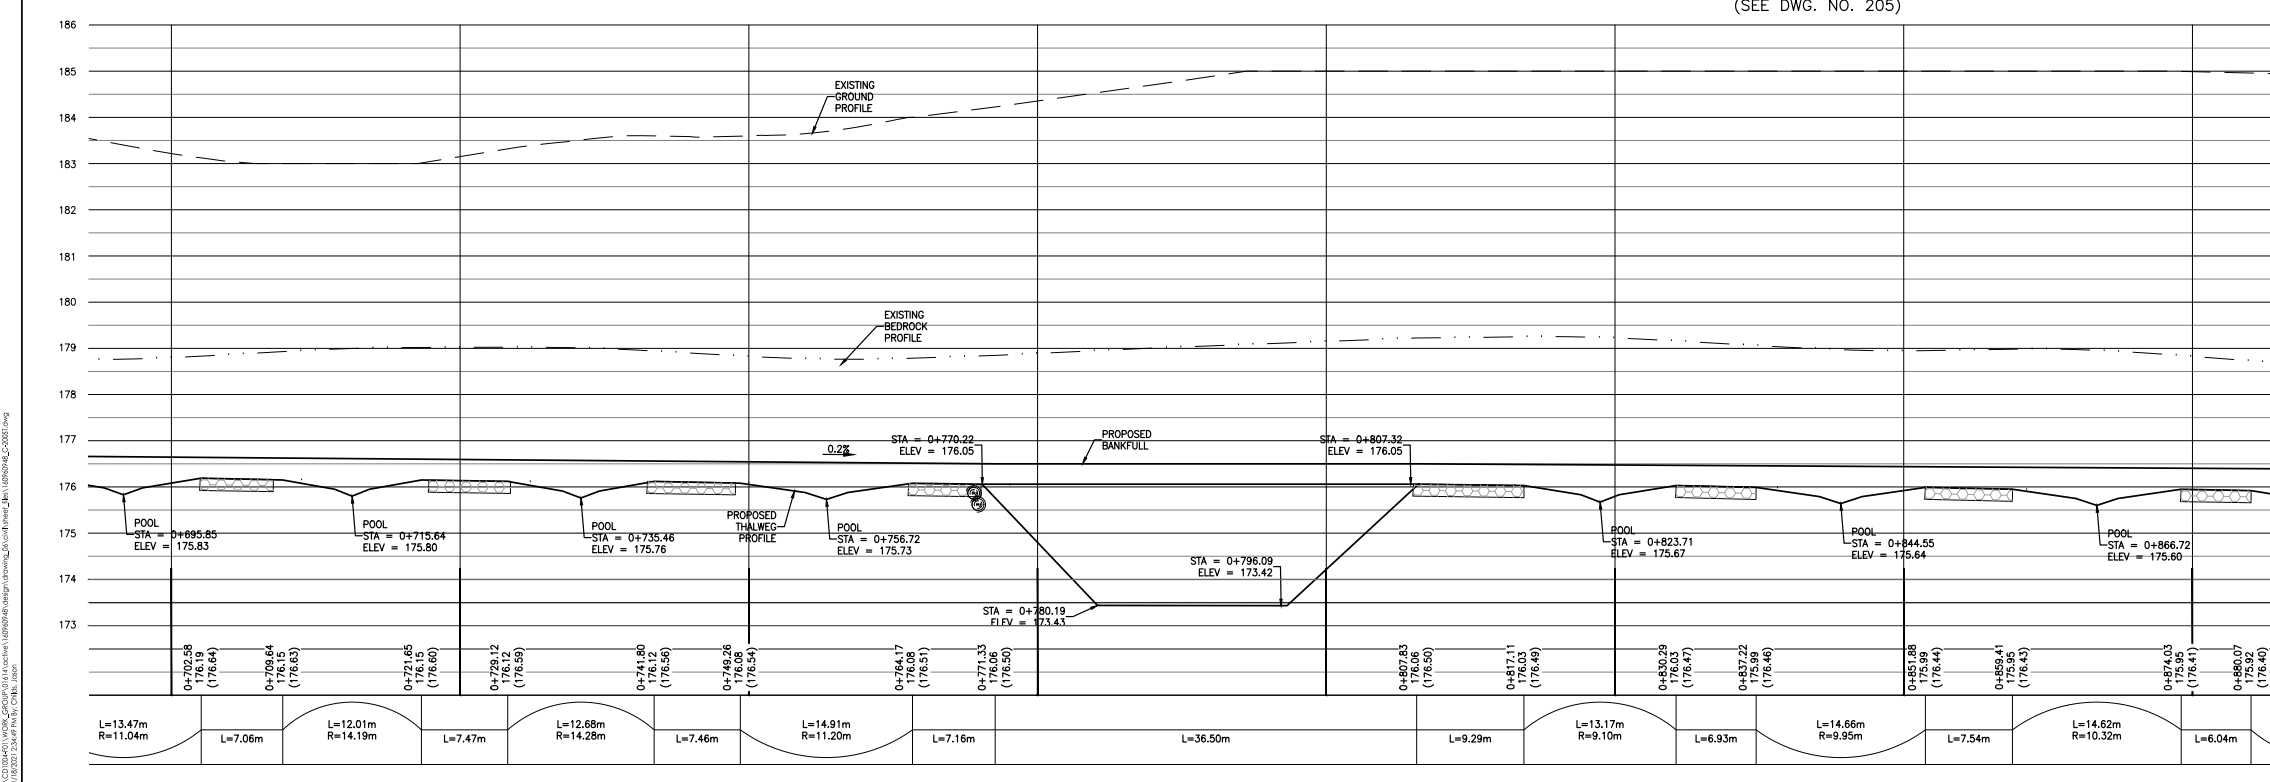 (SEE DWG. NO. 205)
186
185
184
183
182
181
180
179
178
177
176
175
174
173
EXISTING
GROUND
PROFILE
EXISTING
BEDROCK
PROFILE
PROPOSED
BANKFULL
0.2%
STA = 0+770.22
ELEV = 176.05
STA = 0+807.32
ELEV = 176.05
POOL
STA = 0+695.85
ELEV = 175.83
POOL
STA = 0+715.64
ELEV = 175.80
POOL
STA = 0+735.46
ELEV = 175.76
PROPOSED
THALWEG
PROFILE
POOL
STA = 0+756.72
ELEV = 175.73
STA = 0+780.19
ELEV = 173.43
STA = 0+796.09
ELEV = 173.42
POOL
STA = 0+823.71
ELEV = 175.67
POOL
STA = 0+844.55
ELEV = 175.64
POOL
STA = 0+866.72
ELEV = 175.60
0+702.58
176.19
(176.64)
0+709.64
176.15
(176.63)
0+721.65
176.15
(176.60)
0+729.12
176.12
(176.59)
0+741.80
176.12
(176.56)
0+749.26
176.08
(176.54)
0+764.17
176.08
(176.51)
0+771.33
176.06
(176.50)
0+807.83
176.06
(176.50)
0+817.11
176.03
(176.49)
0+830.29
176.03
(176.47)
0+837.22
175.99
(176.46)
0+851.88
175.99
(176.44)
0+859.41
175.95
(176.43)
0+874.03
175.95
(176.41)
0+880.07
175.92
(176.40)
L=13.47m
R=11.04m
L=7.06m
L=12.01m
R=14.19m
L=7.47m
L=12.68m
R=14.28m
L=7.46m
L=14.91m
R=11.20m
L=7.16m
L=36.50m
L=9.29m
L=13.17m
R=9.10m
L=6.93m
L=14.66m
R=9.95m
L=7.54m
L=14.62m
R=10.32m
L=6.04m